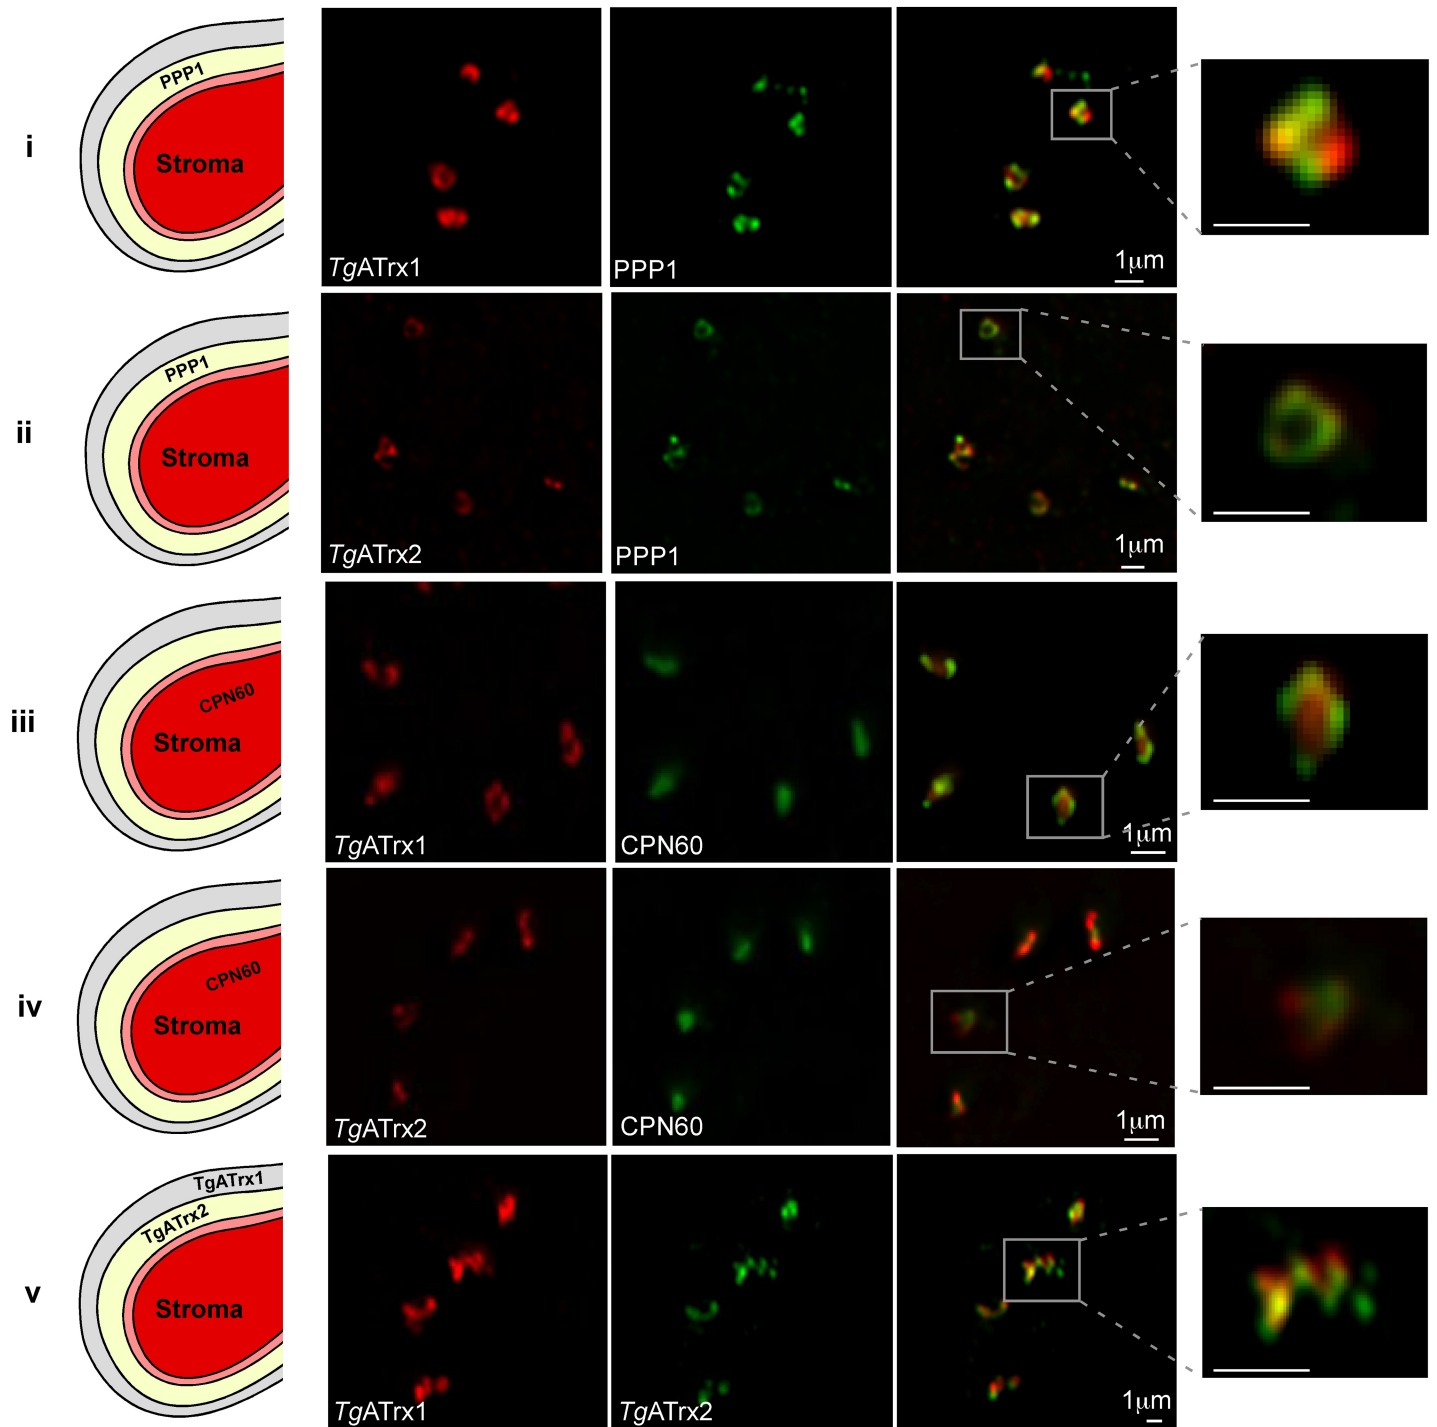 i
PPP1
Stroma
TgATrx1
PPP1
1μm
ii
PPP1
Stroma
TgATrx2
PPP1
1μm
iii
CPN60
Stroma
TgATrx1
CPN60
1μm
iv
CPN60
Stroma
TgATrx2
CPN60
1μm
v
TgATrx1
TgATrx2
Stroma
TgATrx1
TgATrx2
1μm